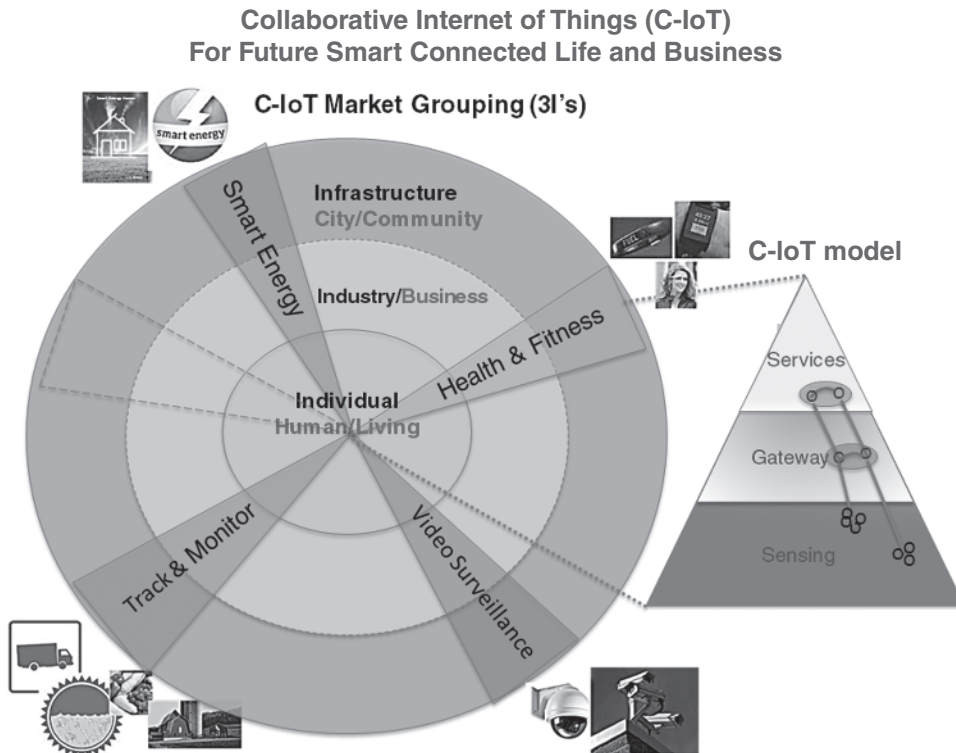 Collaborative Internet of Things (C-IoT)
For Future Smart Connected Life and Business
C-IoT Market Grouping (3I's)
smart energy
Smart Energy
Infrastructure
City/Community
Industry/Business
Health & Fitness
Individual
Human/Living
Track & Monitor
Video Surveillance
C-IoT model
Services
Gateway
Sensing